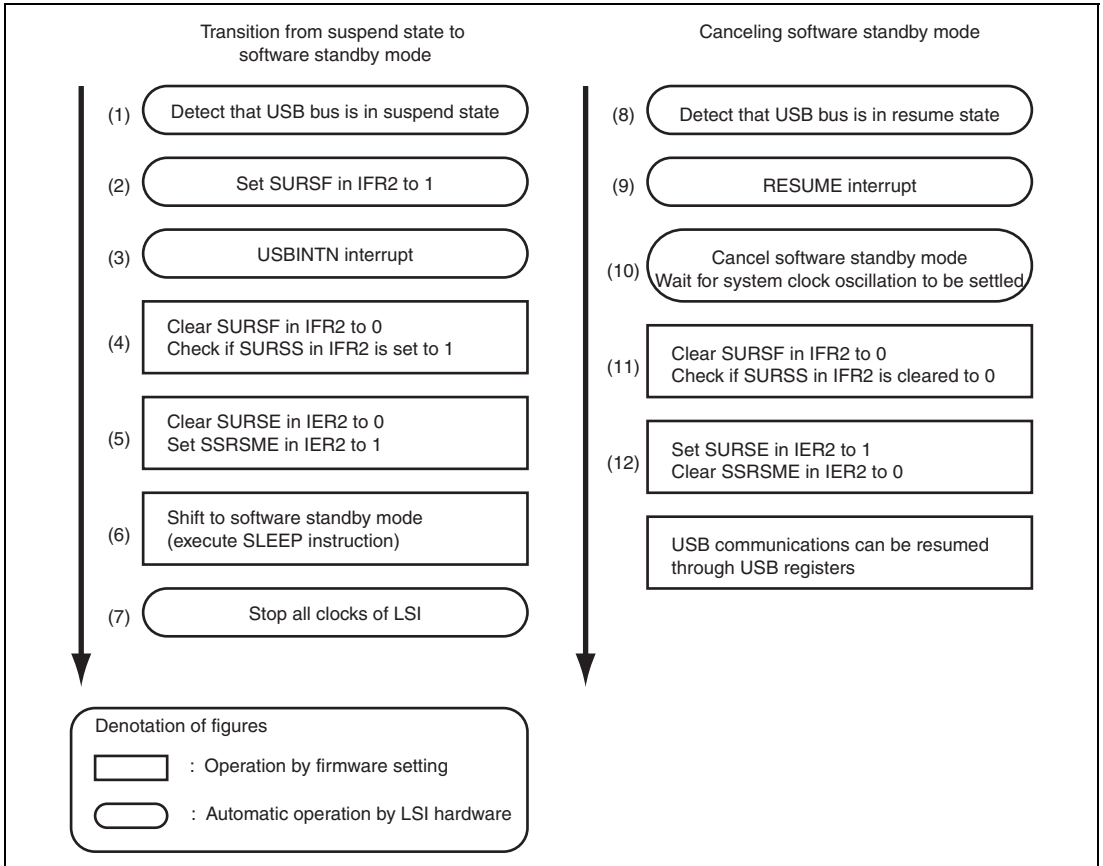 Transition from suspend state to
software standby mode
(1) Detect that USB bus is in suspend state
(2) Set SURSF in IFR2 to 1
(3) USBINTN interrupt
(4) Clear SURSF in IFR2 to 0
Check if SURSS in IFR2 is set to 1
(5) Clear SURSE in IER2 to 0
Set SSRSME in IER2 to 1
(6) Shift to software standby mode
(execute SLEEP instruction)
(7) Stop all clocks of LSI
Canceling software standby mode
(8) Detect that USB bus is in resume state
(9) RESUME interrupt
(10) Cancel software standby mode
Wait for system clock oscillation to be settled
(11) Clear SURSF in IFR2 to 0
Check if SURSS in IFR2 is cleared to 0
(12) Set SURSE in IER2 to 1
Clear SSRSME in IER2 to 0
USB communications can be resumed
through USB registers
Denotation of figures
: Operation by firmware setting
: Automatic operation by LSI hardware